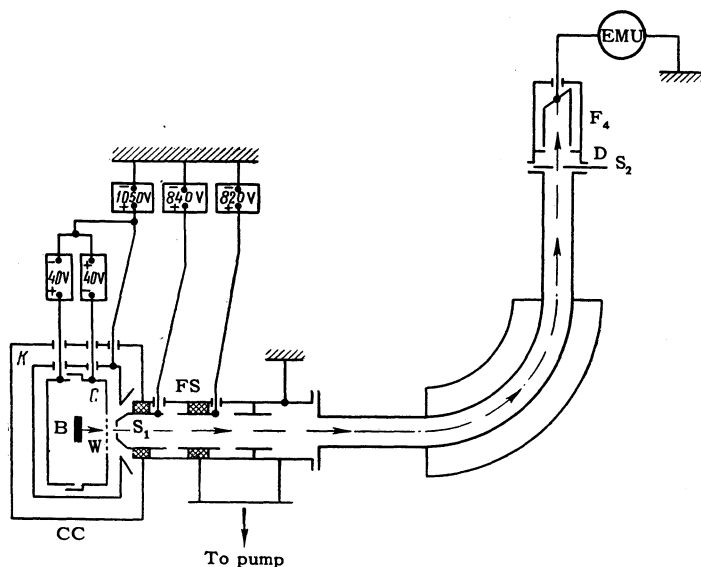 EMU
F4
D
S2
− 1050V +
− 840V +
− 820V +
− 40V +
+ 40V −
K
C
FS
B
W
S1
CC
To pump